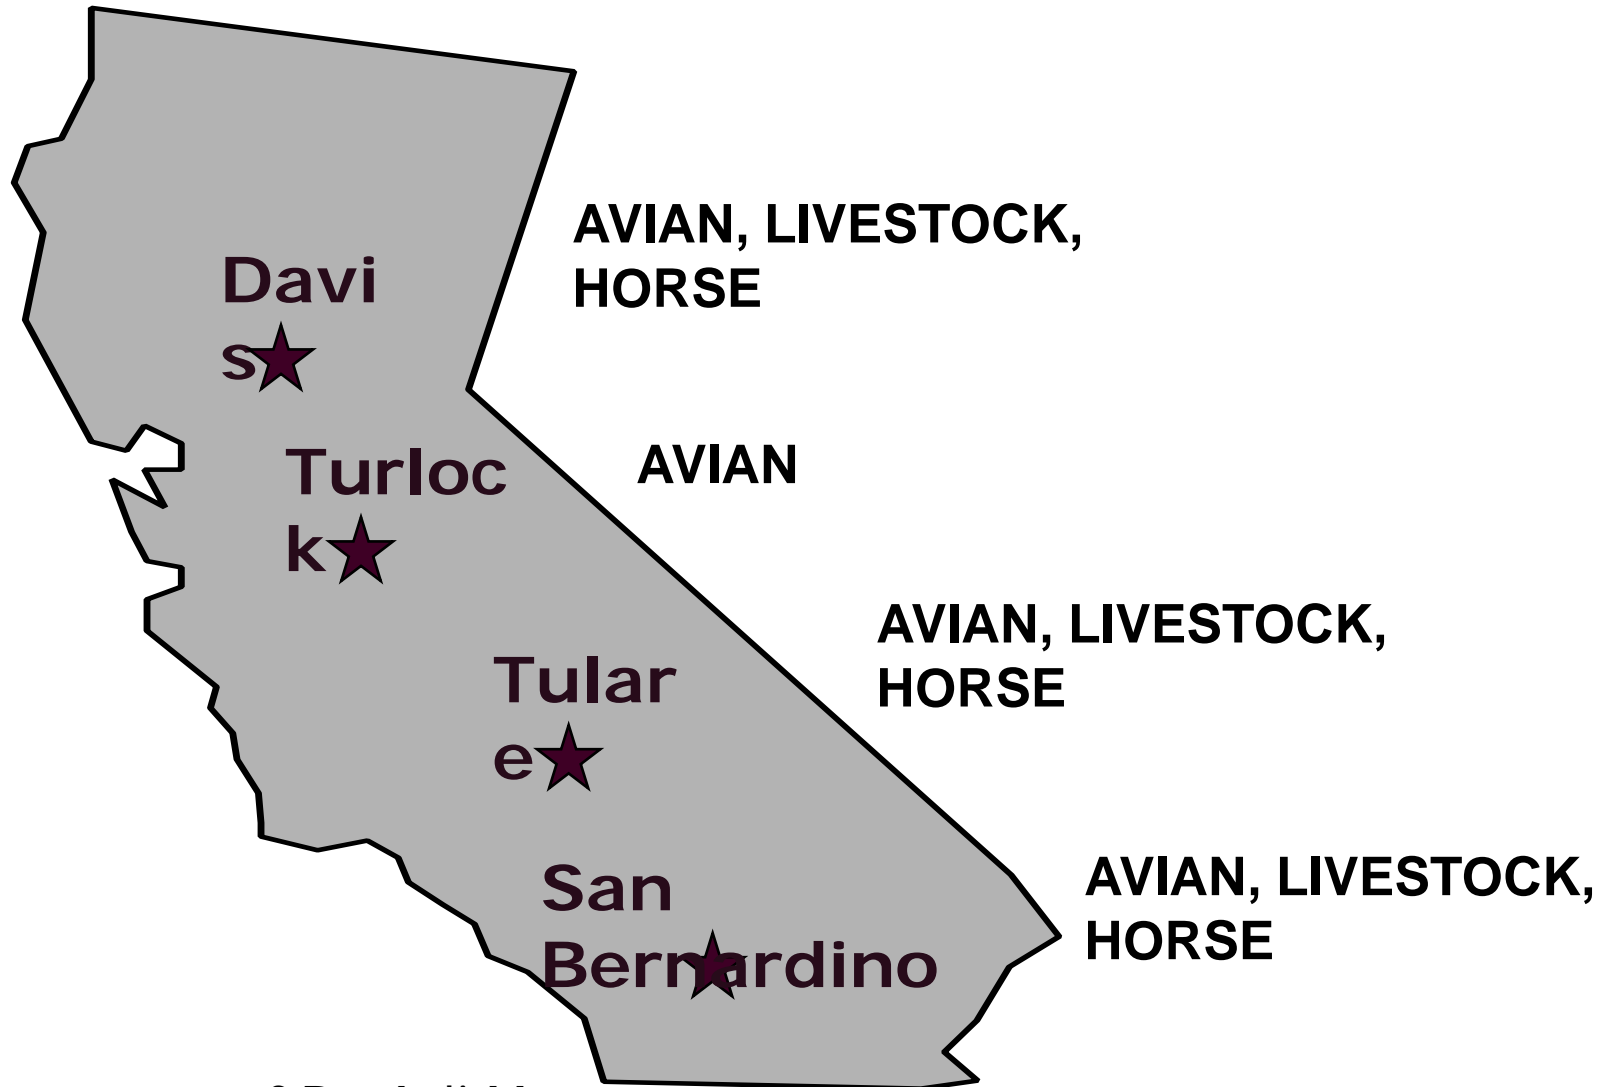 AVIAN, LIVESTOCK,
HORSE
Davi
s
AVIAN
Turloc
k
AVIAN, LIVESTOCK,
HORSE
Tular
e
AVIAN, LIVESTOCK,
HORSE
San
Bernardino